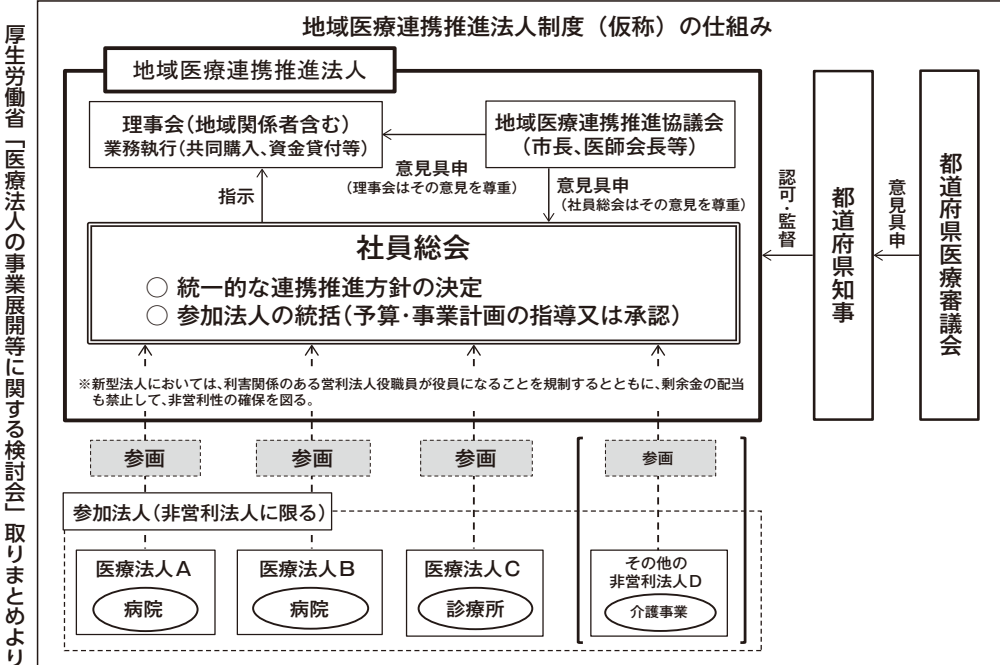 地域医療連携推進法人制度（仮称）の仕組み
地域医療連携推進法人
理事会（地域関係者含む）
業務執行（共同購入、資金貸付等）
地域医療連携推進協議会
（市長、医師会長等）
意見具申
（理事会はその意見を尊重）
意見具申
（社員総会はその意見を尊重）
指示
社員総会
○ 統一的な連携推進方針の決定
○ 参加法人の統括（予算・事業計画の指導又は承認）
※新型法人においては、利害関係のある営利法人役職員が役員になることを規制するとともに、剰余金の配当
も禁止して、非営利性の確保を図る。
認可・監督
都道府県知事
意見具申
都道府県医療審議会
参画
参画
参画
参画
参加法人（非営利法人に限る）
医療法人A
病院
医療法人B
病院
医療法人C
診療所
その他の
非営利法人D
介護事業
厚生労働省「医療法人の事業展開等に関する検討会」取りまとめより